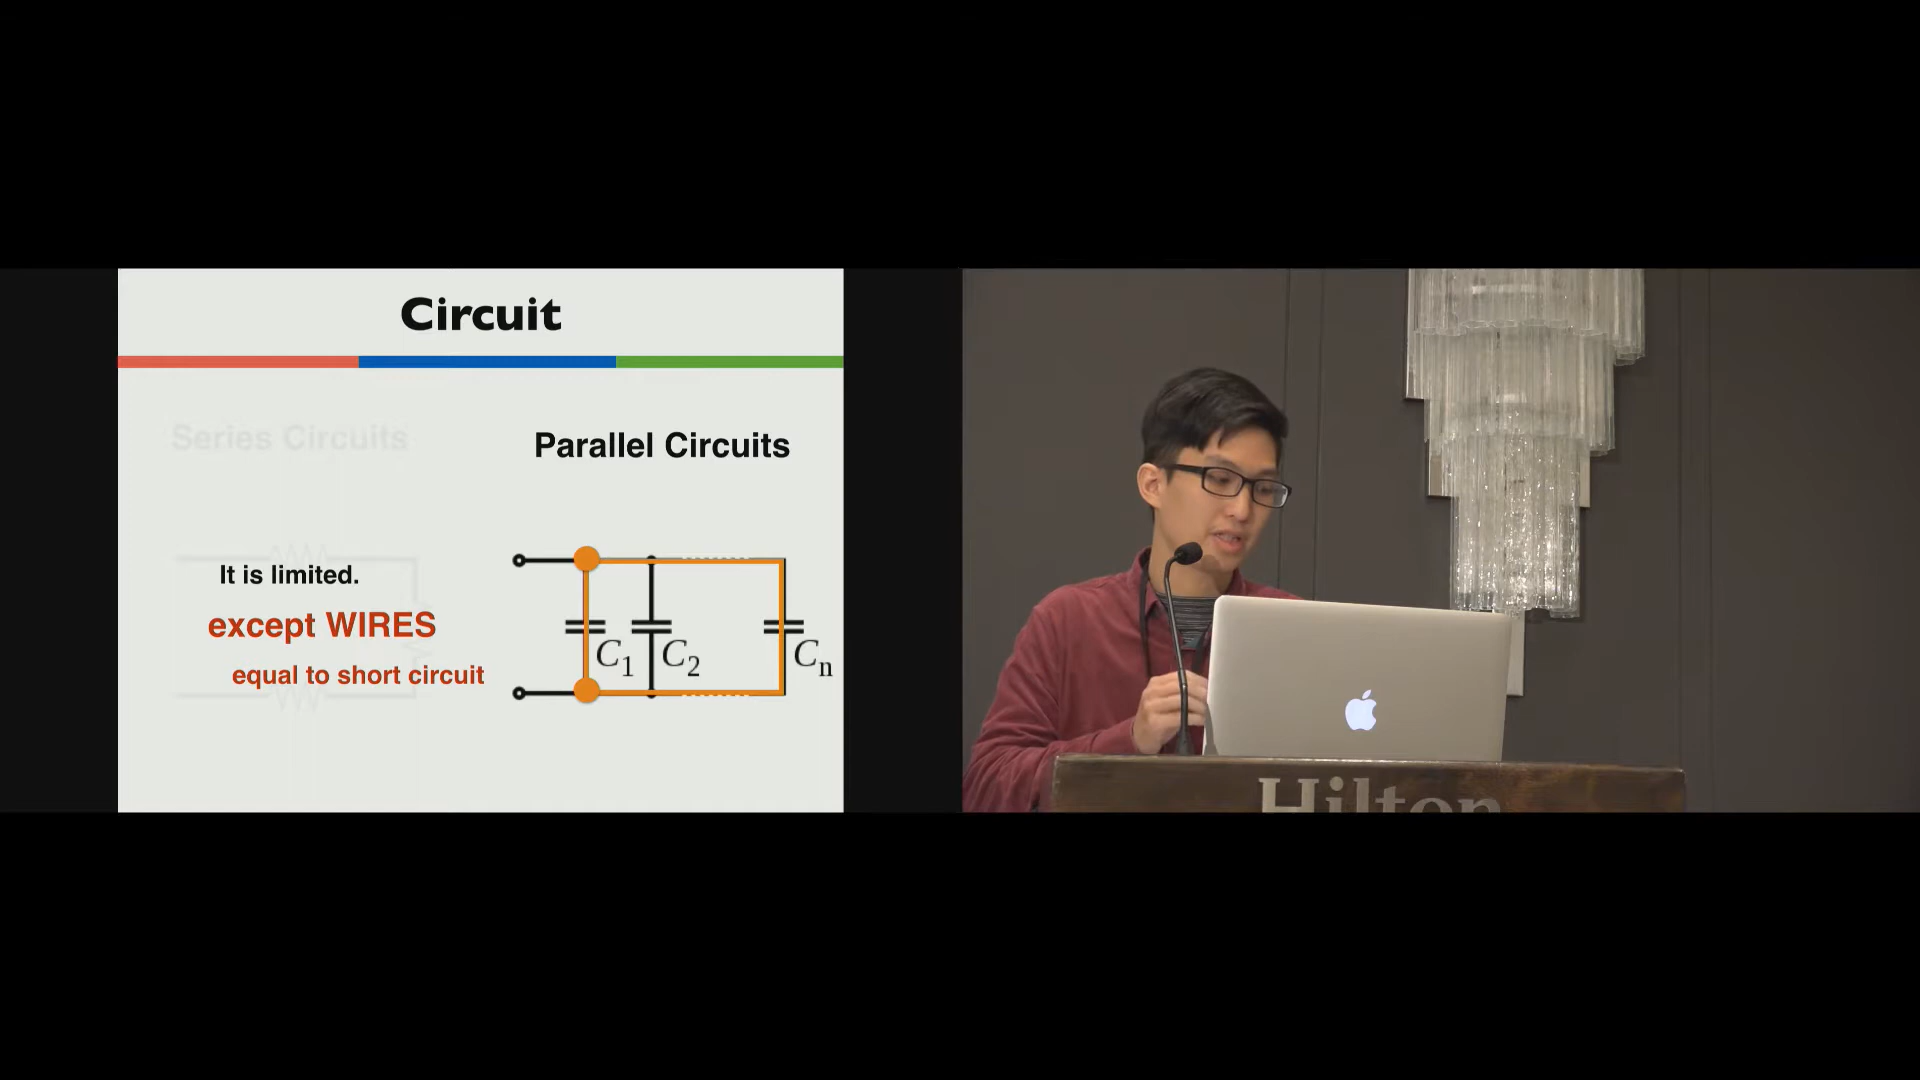 Circuit
Series Circuits
Parallel Circuits
It is limited.
except WIRES
equal to short circuit
C1
C2
Cn
Hilton